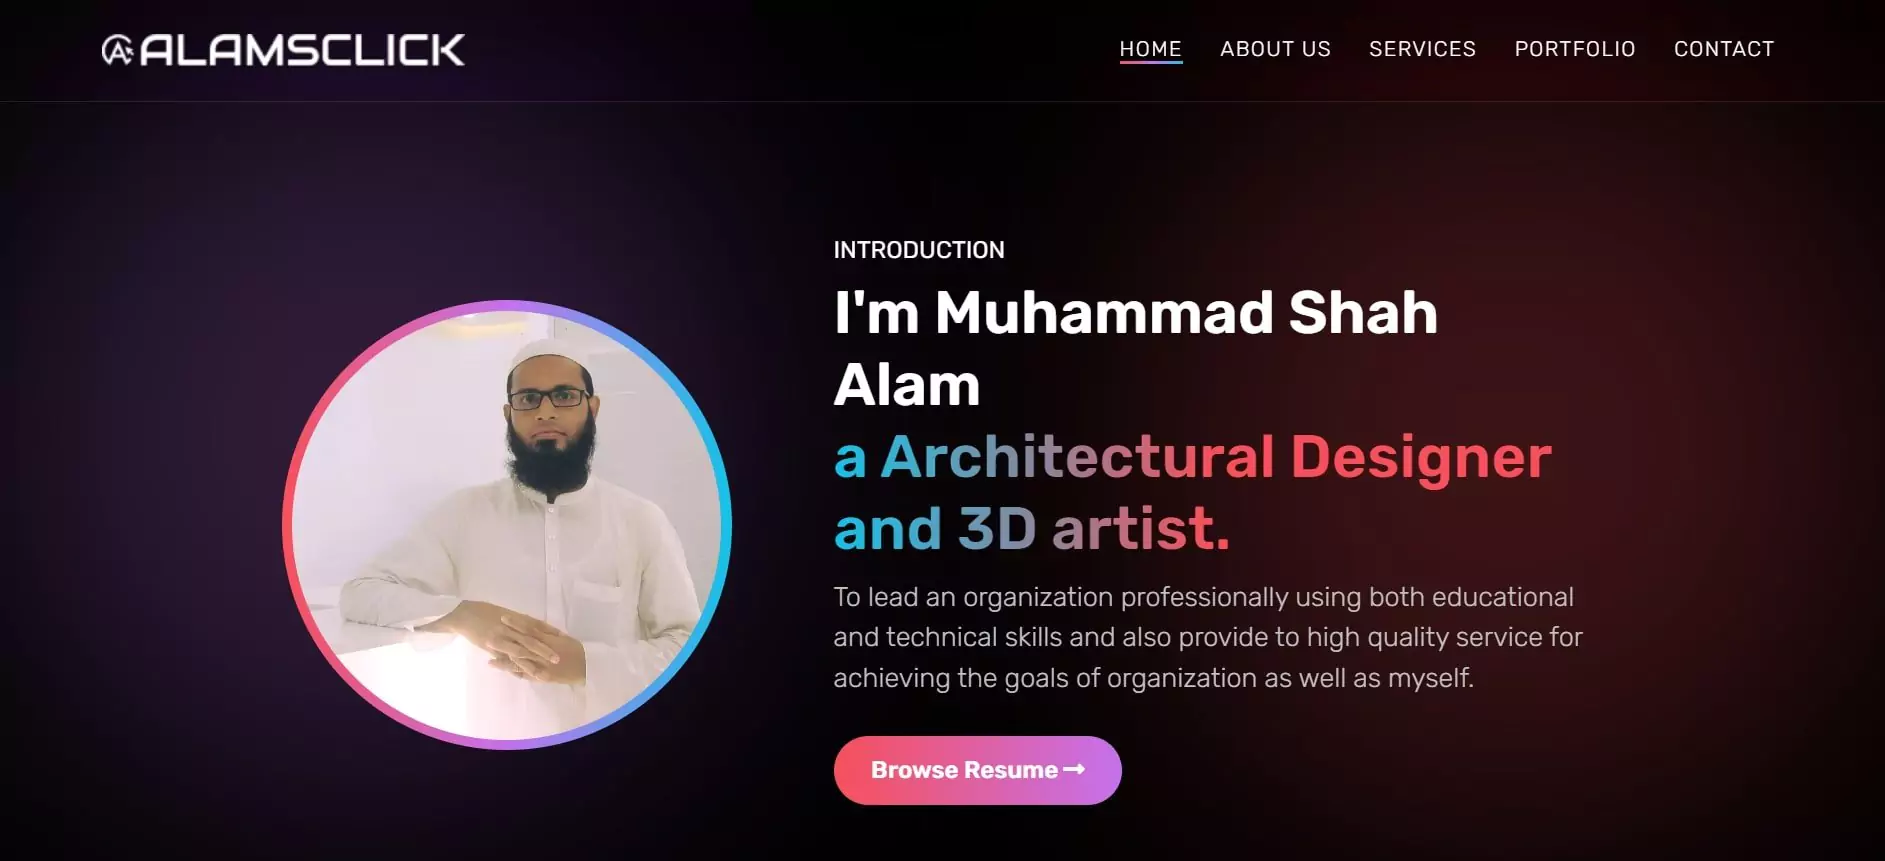 ALAMSCLICK
HOME
ABOUT US
SERVICES
PORTFOLIO
CONTACT
INTRODUCTION
I'm Muhammad Shah
Alam
a Architectural Designer
and 3D artist.
To lead an organization professionally using both educational
and technical skills and also provide to high quality service for
achieving the goals of organization as well as myself.
Browse Resume